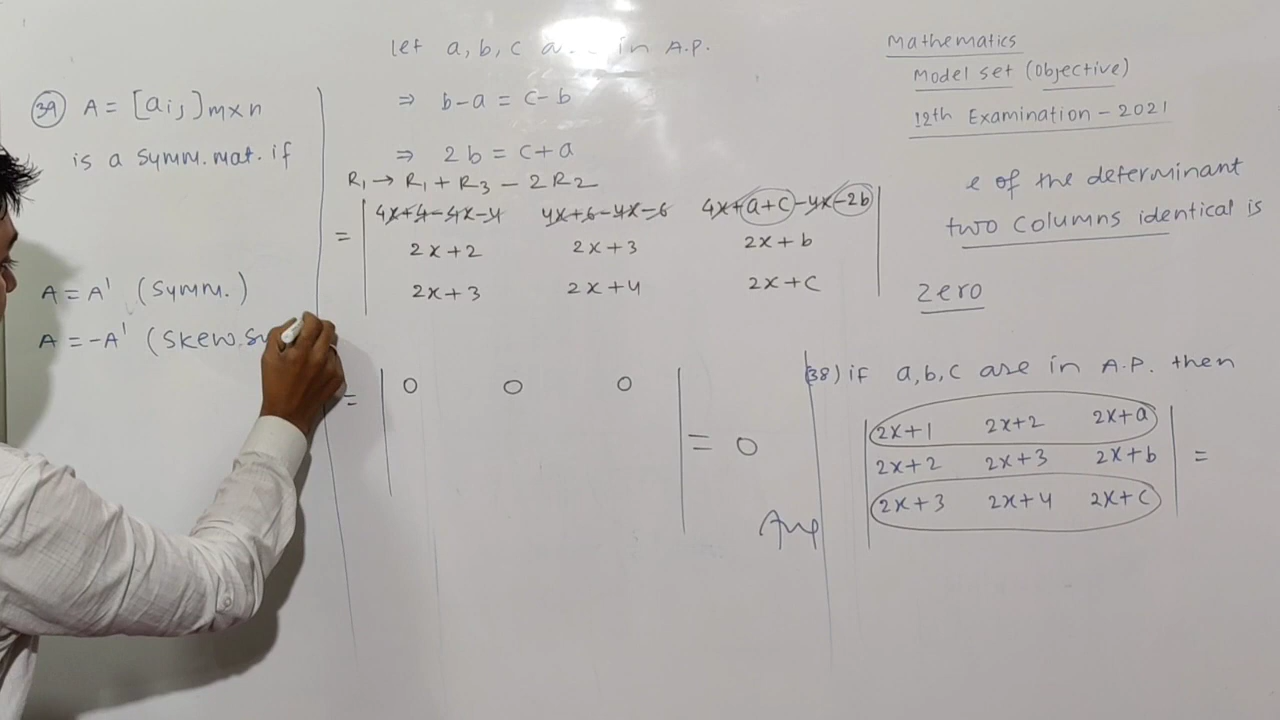 Mathematics
Model set (Objective)
12th Examination - 2021
e of the determinant
two columns identical is
zero
(38) if a, b, c are in A.P. then
| 2x+1 2x+2 2x+a |
| 2x+2 2x+3 2x+b | =
| 2x+3 2x+4 2x+c |
let a, b, c in A.P.
⇒ b-a = c-b
⇒ 2b = c+a
R₁ → R₁ + R₃ - 2R₂
= | 4x+4-4x-4 4x+6-4x-6 4x+a+c-4x-2b |
| 2x+2 2x+3 2x+b |
| 2x+3 2x+4 2x+c |
= | 0 0 0 | = 0
Ans
(39) A = [aij]m×n
is a symm. mat. if
A = A' (symm.)
A = -A' (skew.